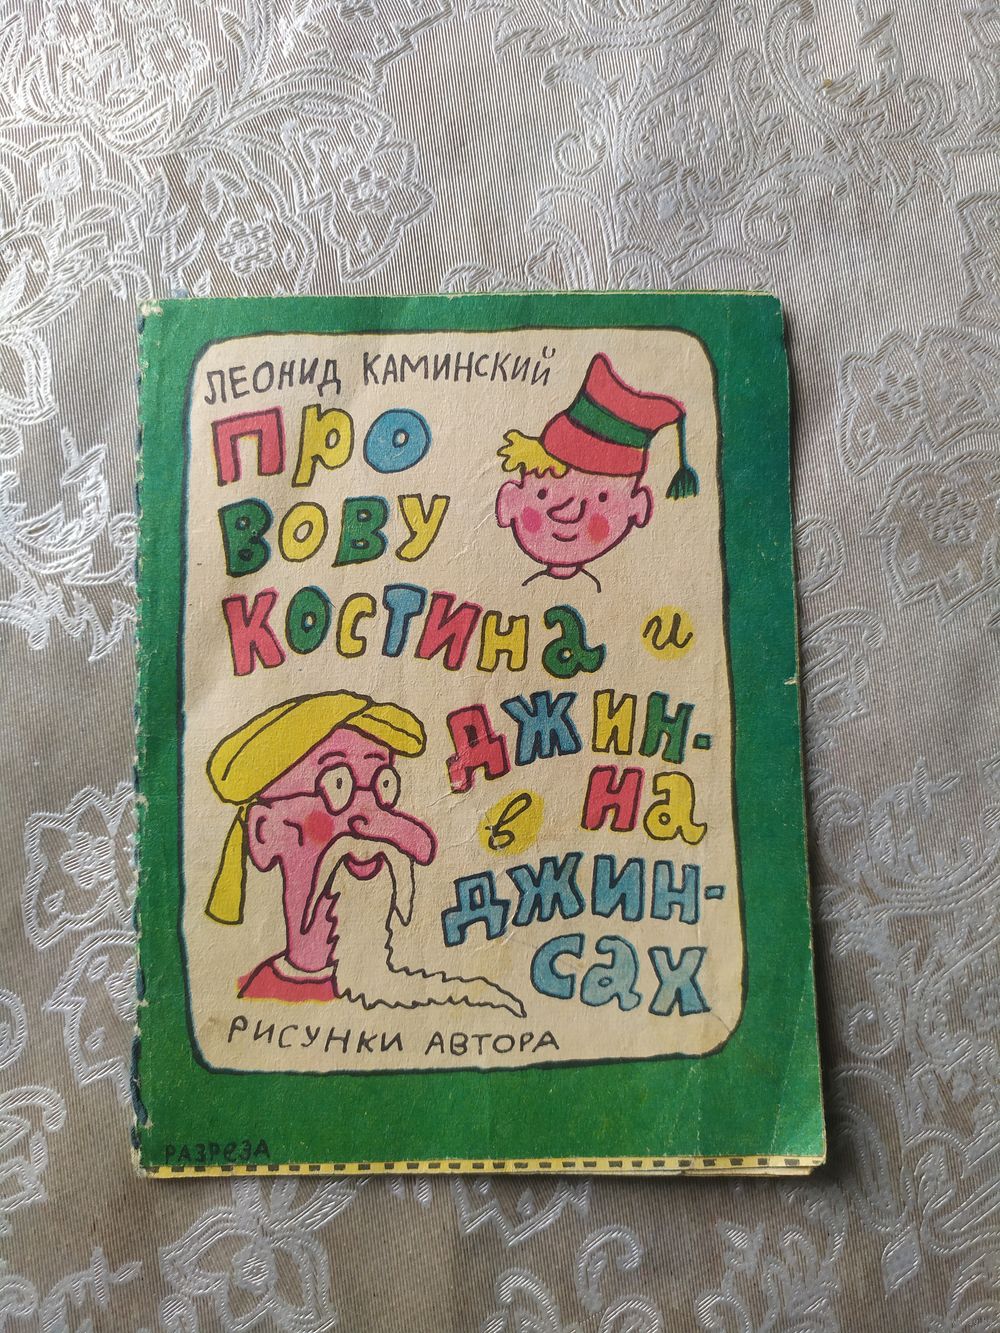 ЛЕОНИД КАМИНСКИЙ
ПРО
ВОВУ
КОСТИНА и
ДЖИН-
НА
в
ДЖИН-
САХ
РИСУНКИ АВТОРА
РАЗРЕЗА